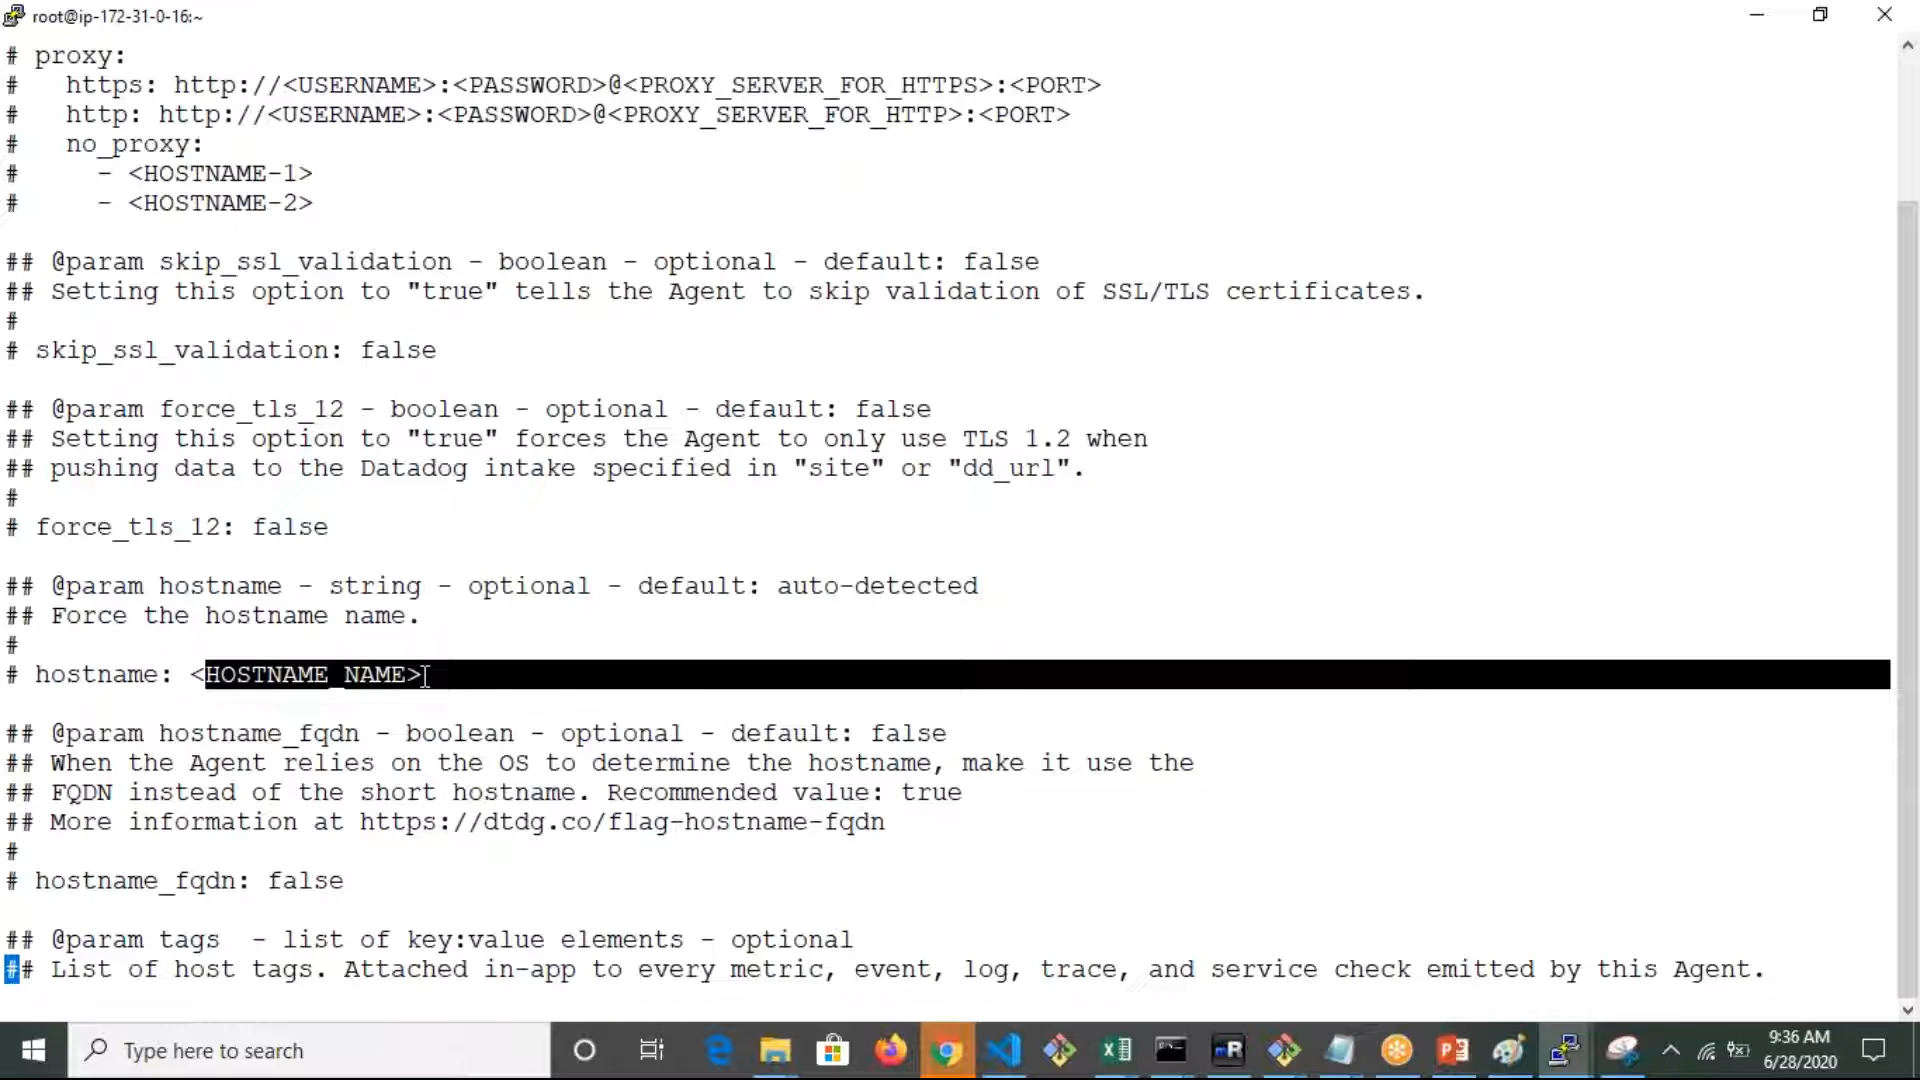 root@ip-172-31-0-16:~
# proxy:
#   https: http://<USERNAME>:<PASSWORD>@<PROXY_SERVER_FOR_HTTPS>:<PORT>
#   http: http://<USERNAME>:<PASSWORD>@<PROXY_SERVER_FOR_HTTP>:<PORT>
#   no_proxy:
#     - <HOSTNAME-1>
#     - <HOSTNAME-2>
## @param skip_ssl_validation - boolean - optional - default: false
## Setting this option to "true" tells the Agent to skip validation of SSL/TLS certificates.
#
# skip_ssl_validation: false
## @param force_tls_12 - boolean - optional - default: false
## Setting this option to "true" forces the Agent to only use TLS 1.2 when
## pushing data to the Datadog intake specified in "site" or "dd_url".
#
# force_tls_12: false
## @param hostname - string - optional - default: auto-detected
## Force the hostname name.
#
# hostname: <HOSTNAME_NAME>
## @param hostname_fqdn - boolean - optional - default: false
## When the Agent relies on the OS to determine the hostname, make it use the
## FQDN instead of the short hostname. Recommended value: true
## More information at https://dtdg.co/flag-hostname-fqdn
#
# hostname_fqdn: false
## @param tags  - list of key:value elements - optional
## List of host tags. Attached in-app to every metric, event, log, trace, and service check emitted by this Agent.
Type here to search
9:36 AM
6/28/2020